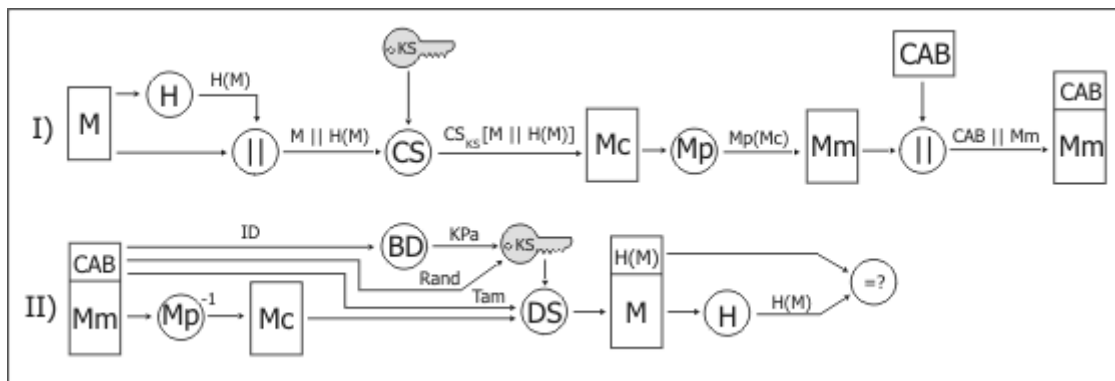 I)
M
H
H(M)
||
M || H(M)
KS
CS
CS_KS[M || H(M)]
Mc
Mp
Mp(Mc)
Mm
CAB
||
CAB || Mm
CAB
Mm
II)
CAB
Mm
ID
BD
KPa
KS
Rand
Tam
Mp⁻¹
Mc
DS
H(M)
M
H
H(M)
=?